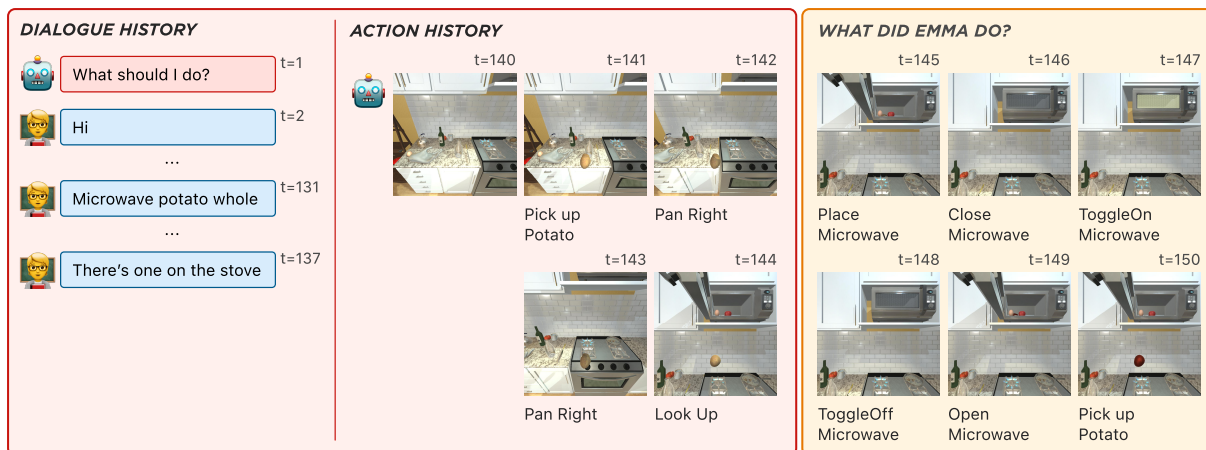 DIALOGUE HISTORY
What should I do?
t=1
Hi
t=2
...
Microwave potato whole
t=131
...
There's one on the stove
t=137
ACTION HISTORY
t=140
t=141
t=142
Pick up
Potato
Pan Right
t=143
t=144
Pan Right
Look Up
WHAT DID EMMA DO?
t=145
t=146
t=147
Place
Microwave
Close
Microwave
ToggleOn
Microwave
t=148
t=149
t=150
ToggleOff
Microwave
Open
Microwave
Pick up
Potato